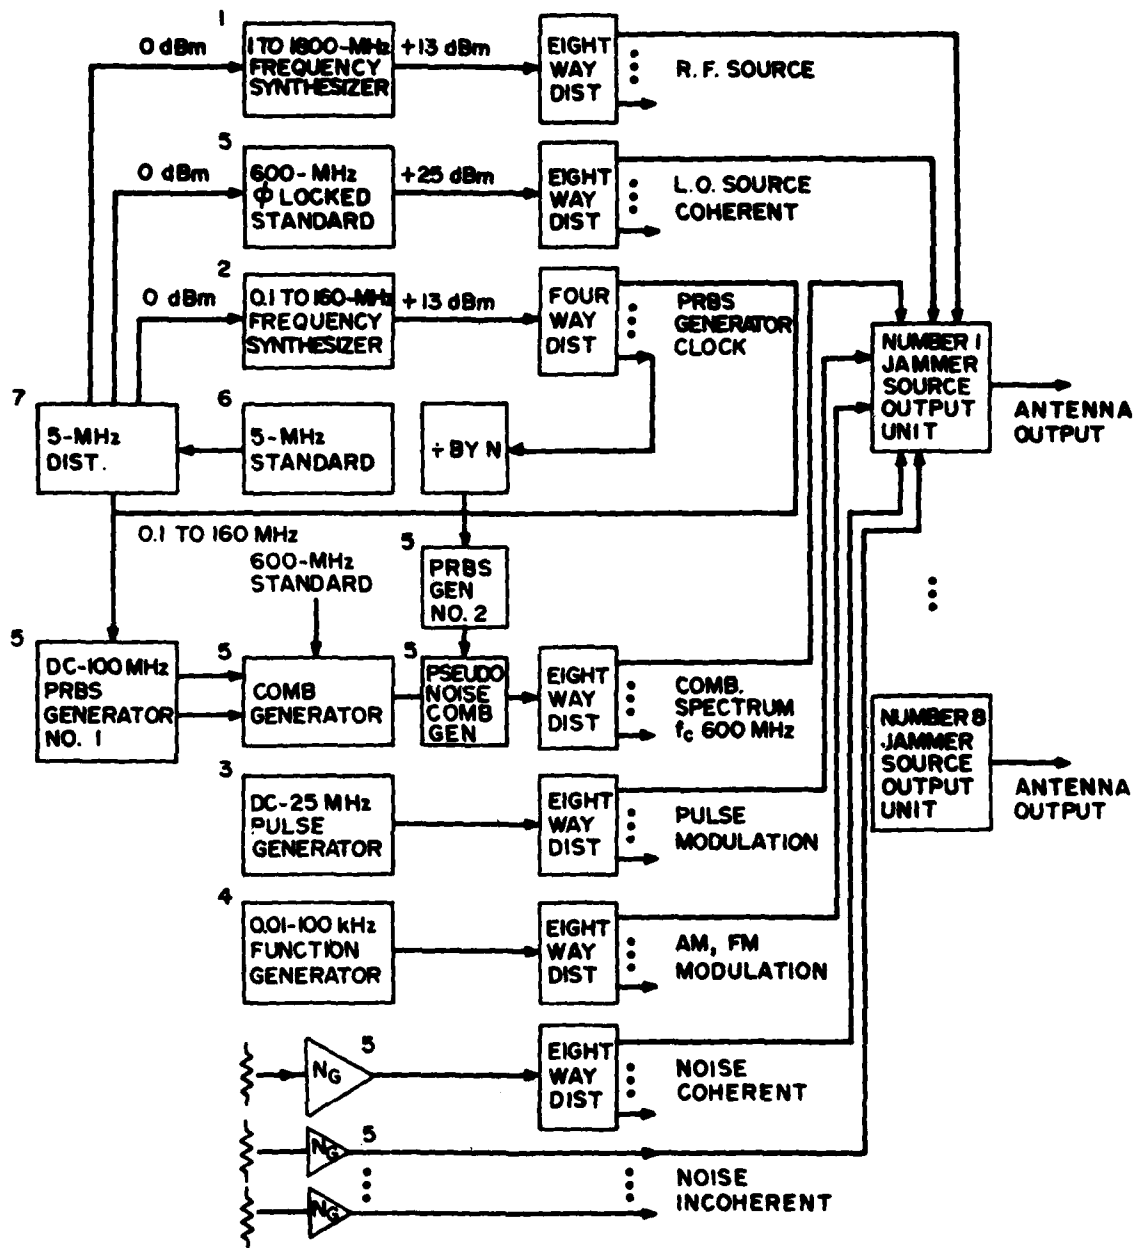 1
0 dBm
1 TO 1800-MHz
FREQUENCY
SYNTHESIZER
+13 dBm
EIGHT
WAY
DIST
R.F. SOURCE
5
0 dBm
600-MHz
ϕ LOCKED
STANDARD
+25 dBm
EIGHT
WAY
DIST
L.O. SOURCE
COHERENT
2
0 dBm
0.1 TO 160-MHz
FREQUENCY
SYNTHESIZER
+13 dBm
FOUR
WAY
DIST
PRBS
GENERATOR
CLOCK
NUMBER 1
JAMMER
SOURCE
OUTPUT
UNIT
ANTENNA
OUTPUT
7
5-MHz
DIST.
6
5-MHz
STANDARD
÷ BY N
0.1 TO 160 MHz
600-MHz
STANDARD
5
PRBS
GEN
NO. 2
5
DC-100 MHz
PRBS
GENERATOR
NO. 1
5
COMB
GENERATOR
5
PSEUDO
NOISE
COMB
GEN
EIGHT
WAY
DIST
COMB.
SPECTRUM
fc 600 MHz
NUMBER 8
JAMMER
SOURCE
OUTPUT
UNIT
ANTENNA
OUTPUT
3
DC-25 MHz
PULSE
GENERATOR
EIGHT
WAY
DIST
PULSE
MODULATION
4
0.01-100 kHz
FUNCTION
GENERATOR
EIGHT
WAY
DIST
AM, FM
MODULATION
5
NG
EIGHT
WAY
DIST
NOISE
COHERENT
5
NG
NG
NOISE
INCOHERENT